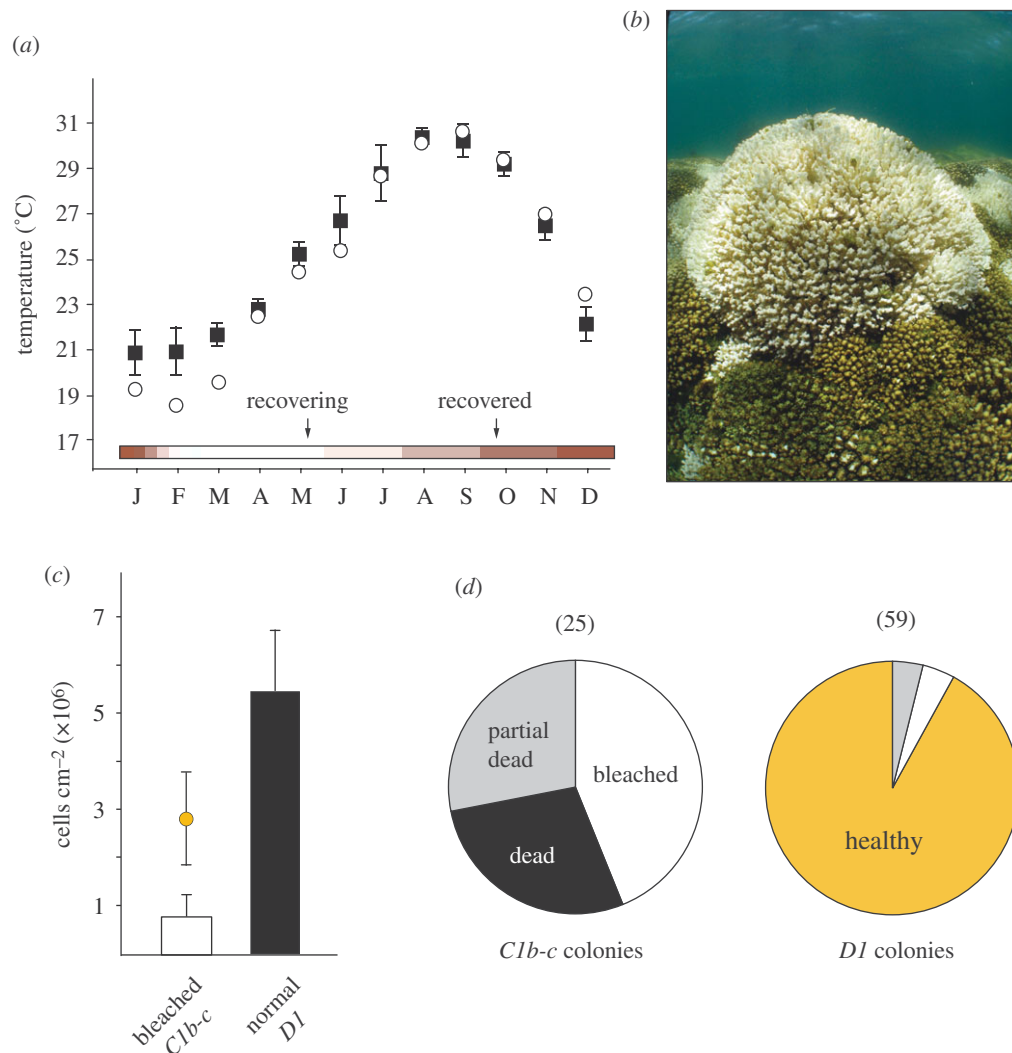 (a)
temperature (˚C)
31
29
27
25
23
21
19
17
recovering
recovered
J F M A M J J A S O N D
(b)
(c)
cells cm⁻² (×10⁶)
7
5
3
1
bleached
C1b-c
normal
D1
(d)
(25)
partial
dead
bleached
dead
C1b-c colonies
(59)
healthy
D1 colonies